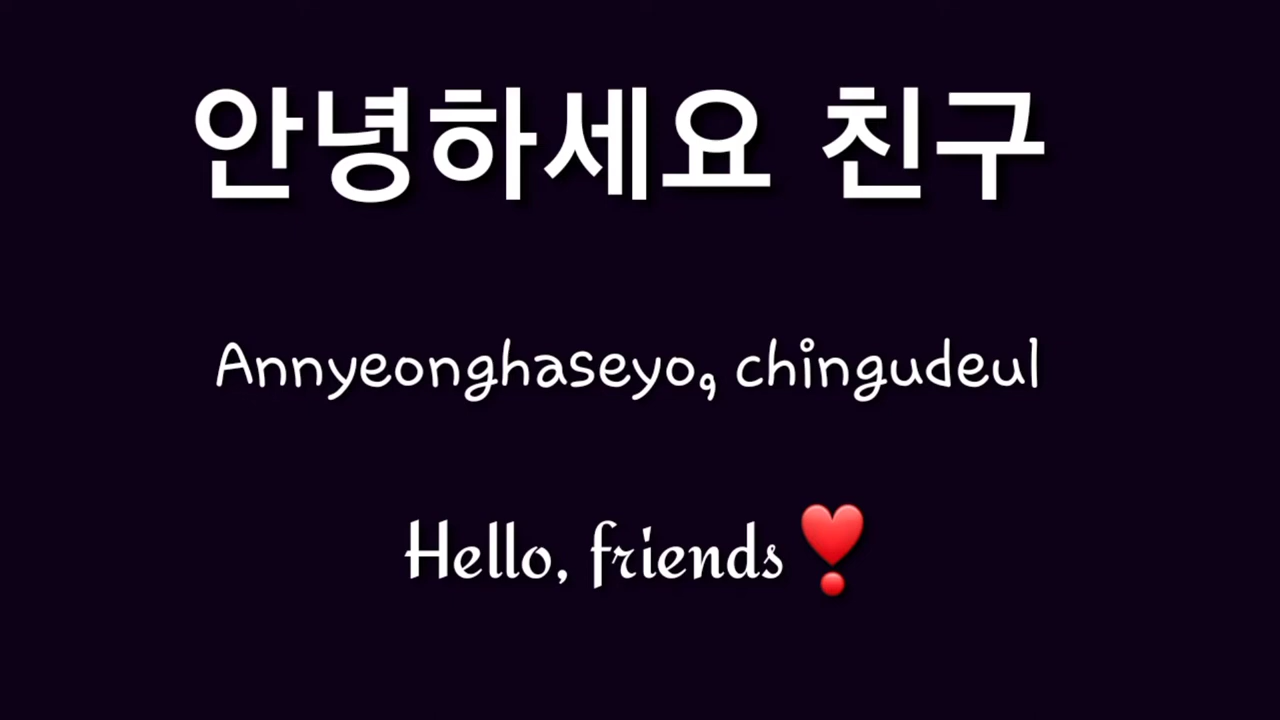 안녕하세요 친구
Annyeonghaseyo, chingudeul
Hello, friends❣️